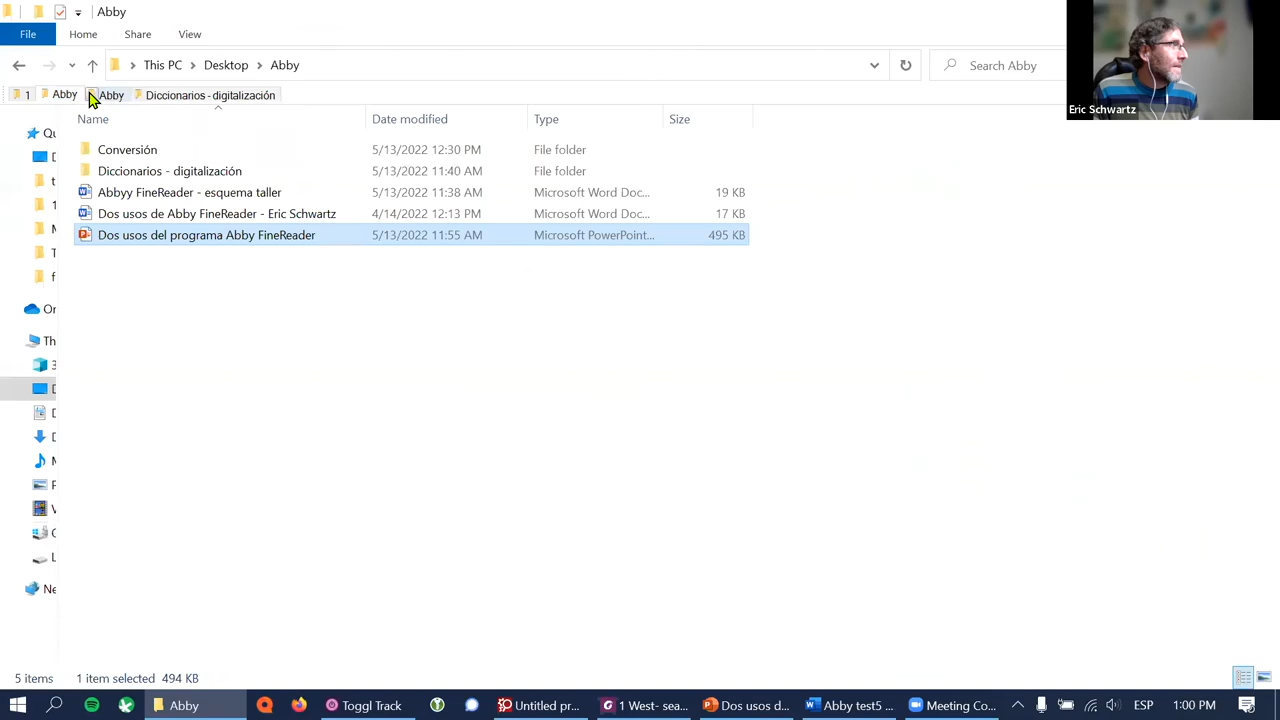 Abby
File Home Share View
This PC > Desktop > Abby
Search Abby
1 Abby Abby Diccionarios - digitalización
Name Date modified Type Size
Conversión 5/13/2022 12:30 PM File folder
Diccionarios - digitalización 5/13/2022 11:40 AM File folder
Abbyy FineReader - esquema taller 5/13/2022 11:38 AM Microsoft Word Doc... 19 KB
Dos usos de Abby FineReader - Eric Schwartz 4/14/2022 12:13 PM Microsoft Word Doc... 17 KB
Dos usos del programa Abby FineReader 5/13/2022 11:55 AM Microsoft PowerPoint... 495 KB
Qu
D
t
1
M
T
f
Or
Th
3
D
D
D
M
P
V
C
L
Ne
Eric Schwartz
5 items 1 item selected 494 KB
Abby Toggl Track Untitled pr... 1 West- sea... Dos usos d... Abby test5 ... Meeting Co... ESP 1:00 PM